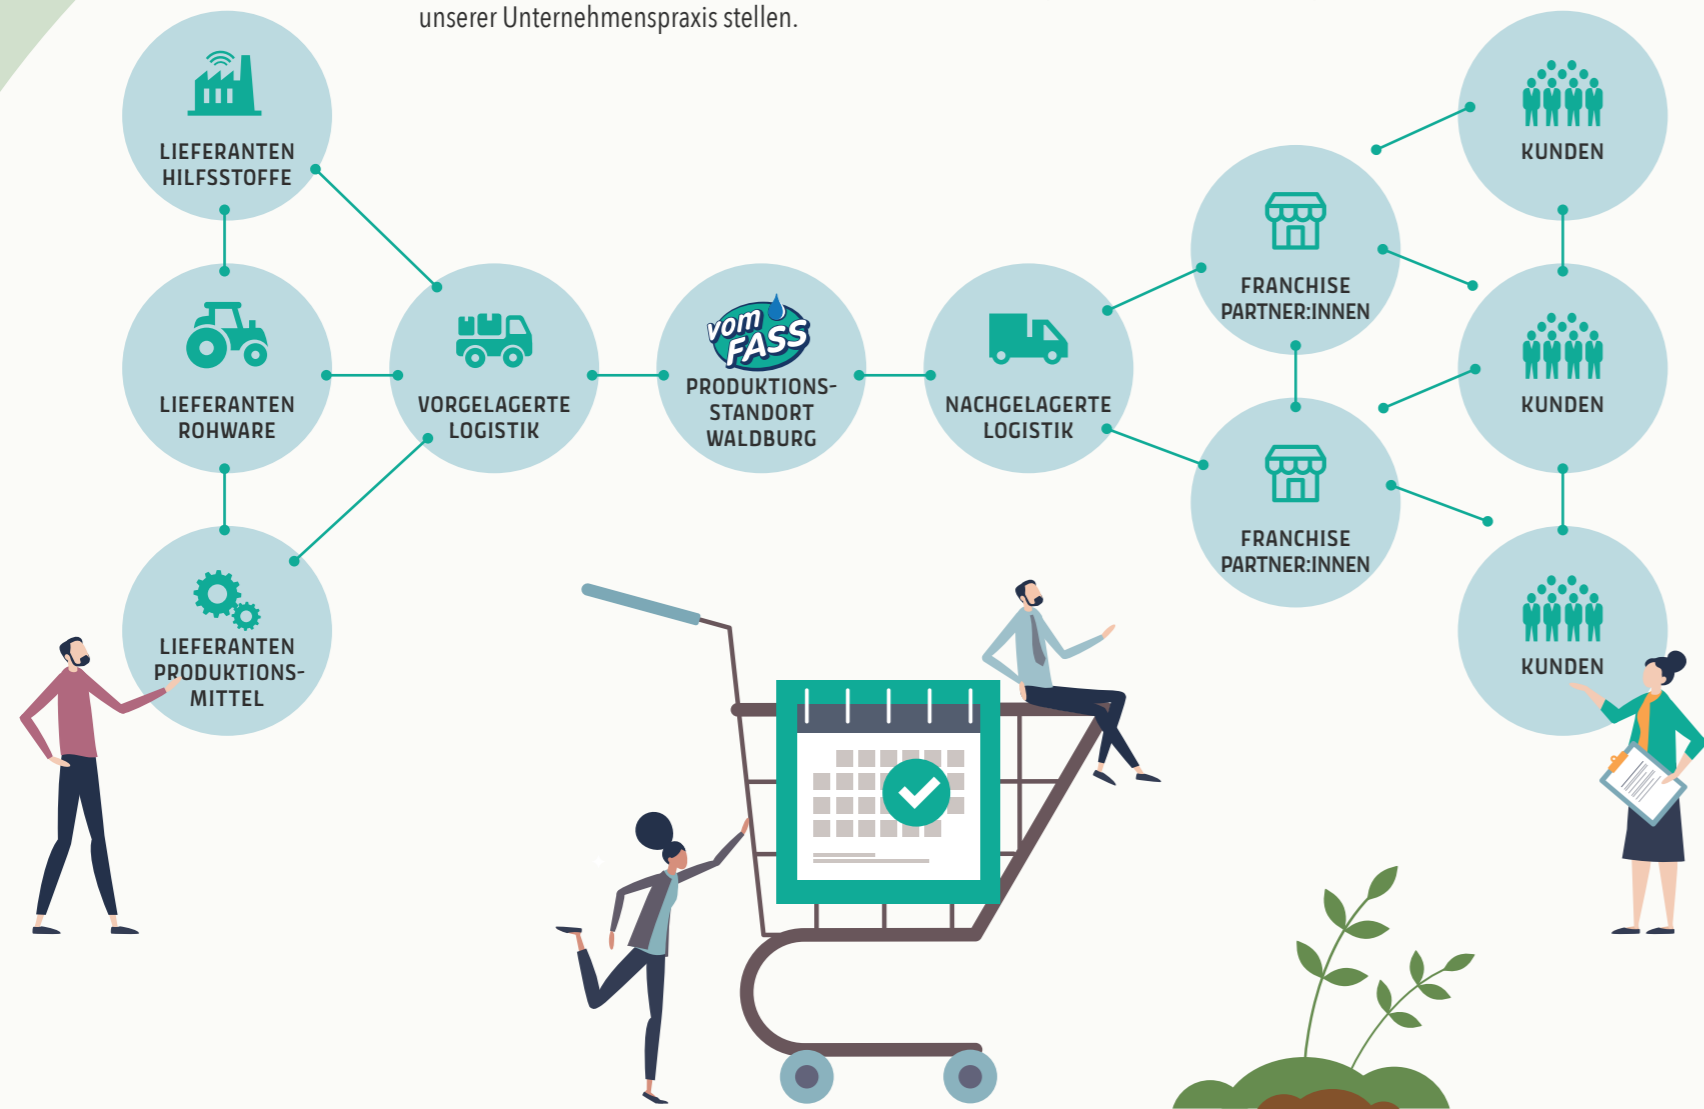 unserer Unternehmenspraxis stellen.
LIEFERANTEN
HILFSSTOFFE
LIEFERANTEN
ROHWARE
LIEFERANTEN
PRODUKTIONS-
MITTEL
VORGELAGERTE
LOGISTIK
vom
FASS
PRODUKTIONS-
STANDORT
WALDBURG
NACHGELAGERTE
LOGISTIK
FRANCHISE
PARTNER:INNEN
FRANCHISE
PARTNER:INNEN
KUNDEN
KUNDEN
KUNDEN